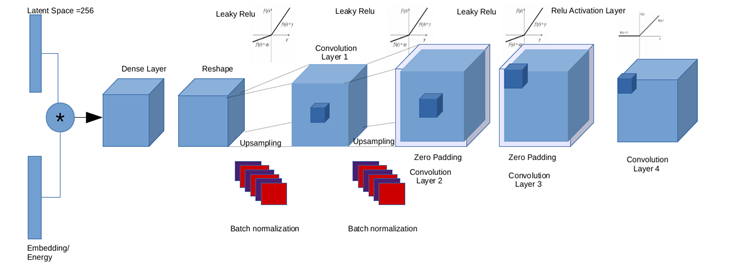 Latent Space =256
Leaky Relu
Leaky Relu
Leaky Relu
Relu Activation Layer
Dense Layer
Reshape
Convolution
Layer 1
*
Upsampling
Upsampling
Zero Padding
Zero Padding
Convolution
Layer 2
Convolution
Layer 3
Convolution
Layer 4
Batch normalization
Batch normalization
Embedding/
Energy